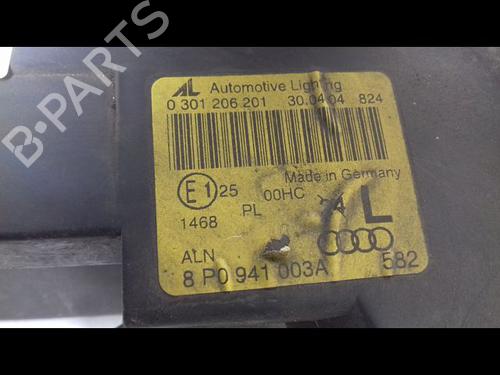 AL Automotive Lighting
0 301 206 201 30.04.04 824
Made in Germany
E1 25 00HC
1468 PL L
ALN
8 P0 941 003A 582
B-PARTS